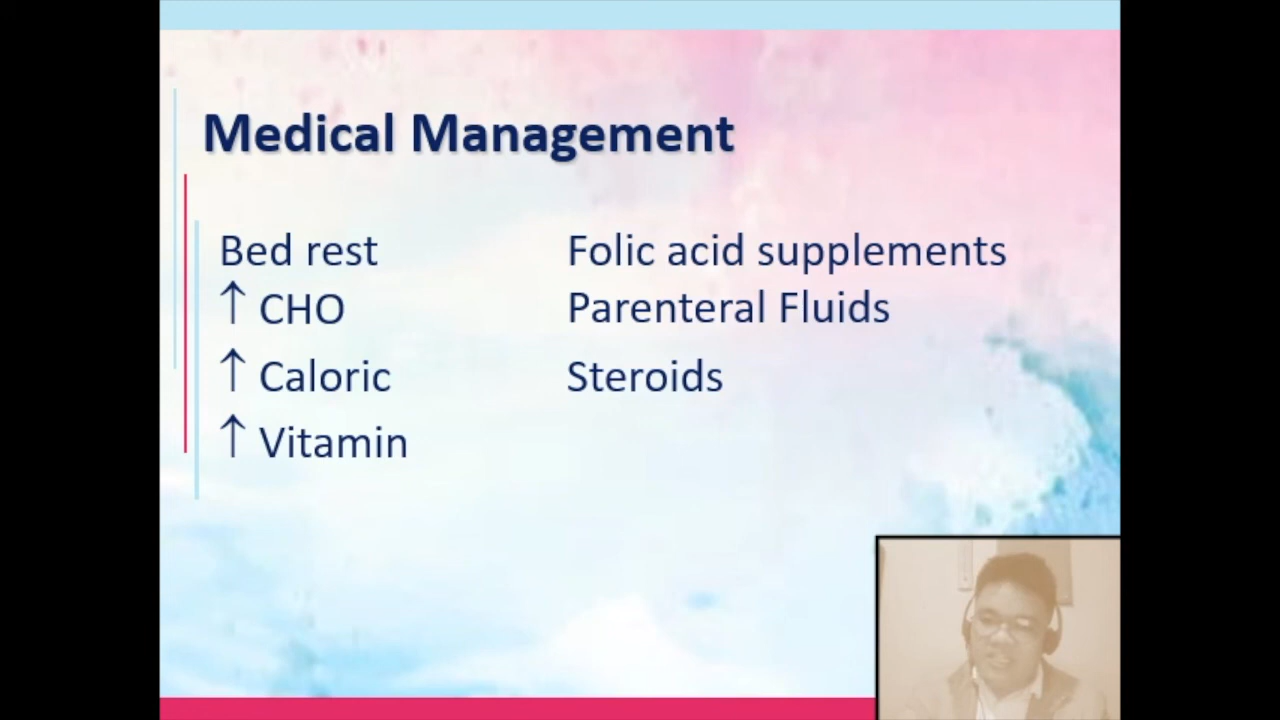 Medical Management
Bed rest
↑ CHO
↑ Caloric
↑ Vitamin
Folic acid supplements
Parenteral Fluids
Steroids